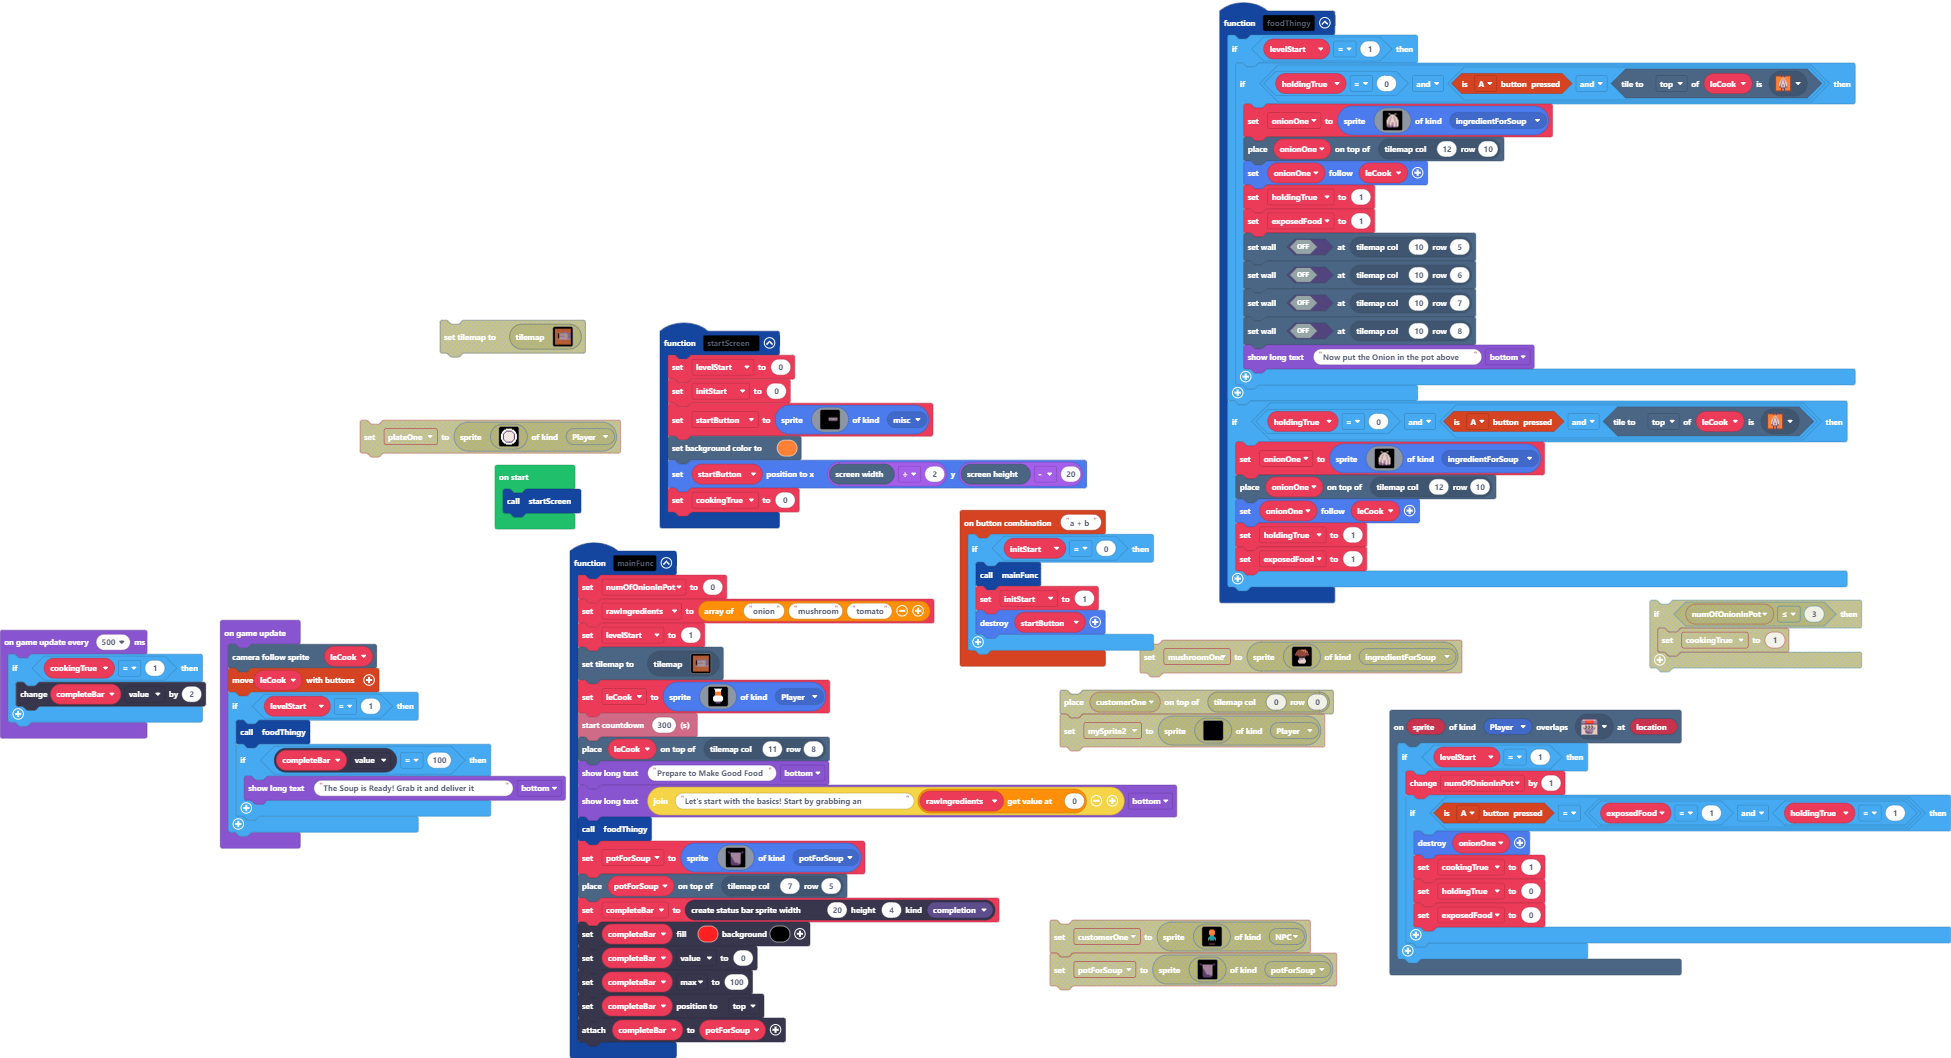 function foodThingy
if levelStart = 1 then
if holdingTrue = 0 and is A button pressed and tile to top of leCook is then
set onionOne to sprite of kind ingredientForSoup
place onionOne on top of tilemap col 12 row 10
set onionOne follow leCook
set holdingTrue to 1
set exposedFood to 1
set wall OFF at tilemap col 10 row 5
set wall OFF at tilemap col 10 row 6
set wall OFF at tilemap col 10 row 7
set wall OFF at tilemap col 10 row 8
show long text "Now put the Onion in the pot above" bottom
if holdingTrue = 0 and is A button pressed and tile to top of leCook is then
set onionOne to sprite of kind ingredientForSoup
place onionOne on top of tilemap col 12 row 10
set onionOne follow leCook
set holdingTrue to 1
set exposedFood to 1
set tilemap to tilemap
set plateOne to sprite of kind Player
on start
call startScreen
function startScreen
set levelStart to 0
set initStart to 0
set startButton to sprite of kind misc
set background color to
set startButton position to x screen width ÷ 2 y screen height - 20
set cookingTrue to 0
on button combination "a + b"
if initStart = 0 then
call mainFunc
set initStart to 1
destroy startButton
function mainFunc
set numOfOnionInPot to 0
set rawIngredients to array of "onion" "mushroom" "tomato"
set levelStart to 1
set tilemap to tilemap
set leCook to sprite of kind Player
start countdown 300 (s)
place leCook on top of tilemap col 11 row 8
show long text "Prepare to Make Good Food" bottom
show long text join "Let's start with the basics! Start by grabbing an" rawIngredients get value at 0 bottom
call foodThingy
set potForSoup to sprite of kind potForSoup
place potForSoup on top of tilemap col 7 row 5
set completeBar to create status bar sprite width 20 height 4 kind completion
set completeBar fill background
set completeBar value to 0
set completeBar max to 100
set completeBar position to top
attach completeBar to potForSoup
on game update every 500 ms
if cookingTrue = 1 then
change completeBar value by 2
on game update
camera follow sprite leCook
move leCook with buttons
if levelStart = 1 then
call foodThingy
if completeBar value = 100 then
show long text "The Soup is Ready! Grab it and deliver it" bottom
if numOfOnionInPot ≤ 3 then
set cookingTrue to 1
set mushroomOne to sprite of kind ingredientForSoup
place customerOne on top of tilemap col 0 row 0
set mySprite2 to sprite of kind Player
on sprite of kind Player overlaps at location
if levelStart = 1 then
change numOfOnionInPot by 1
if is A button pressed = exposedFood = 1 and holdingTrue = 1 then
destroy onionOne
set cookingTrue to 1
set holdingTrue to 0
set exposedFood to 0
set customerOne to sprite of kind NPC
set potForSoup to sprite of kind potForSoup